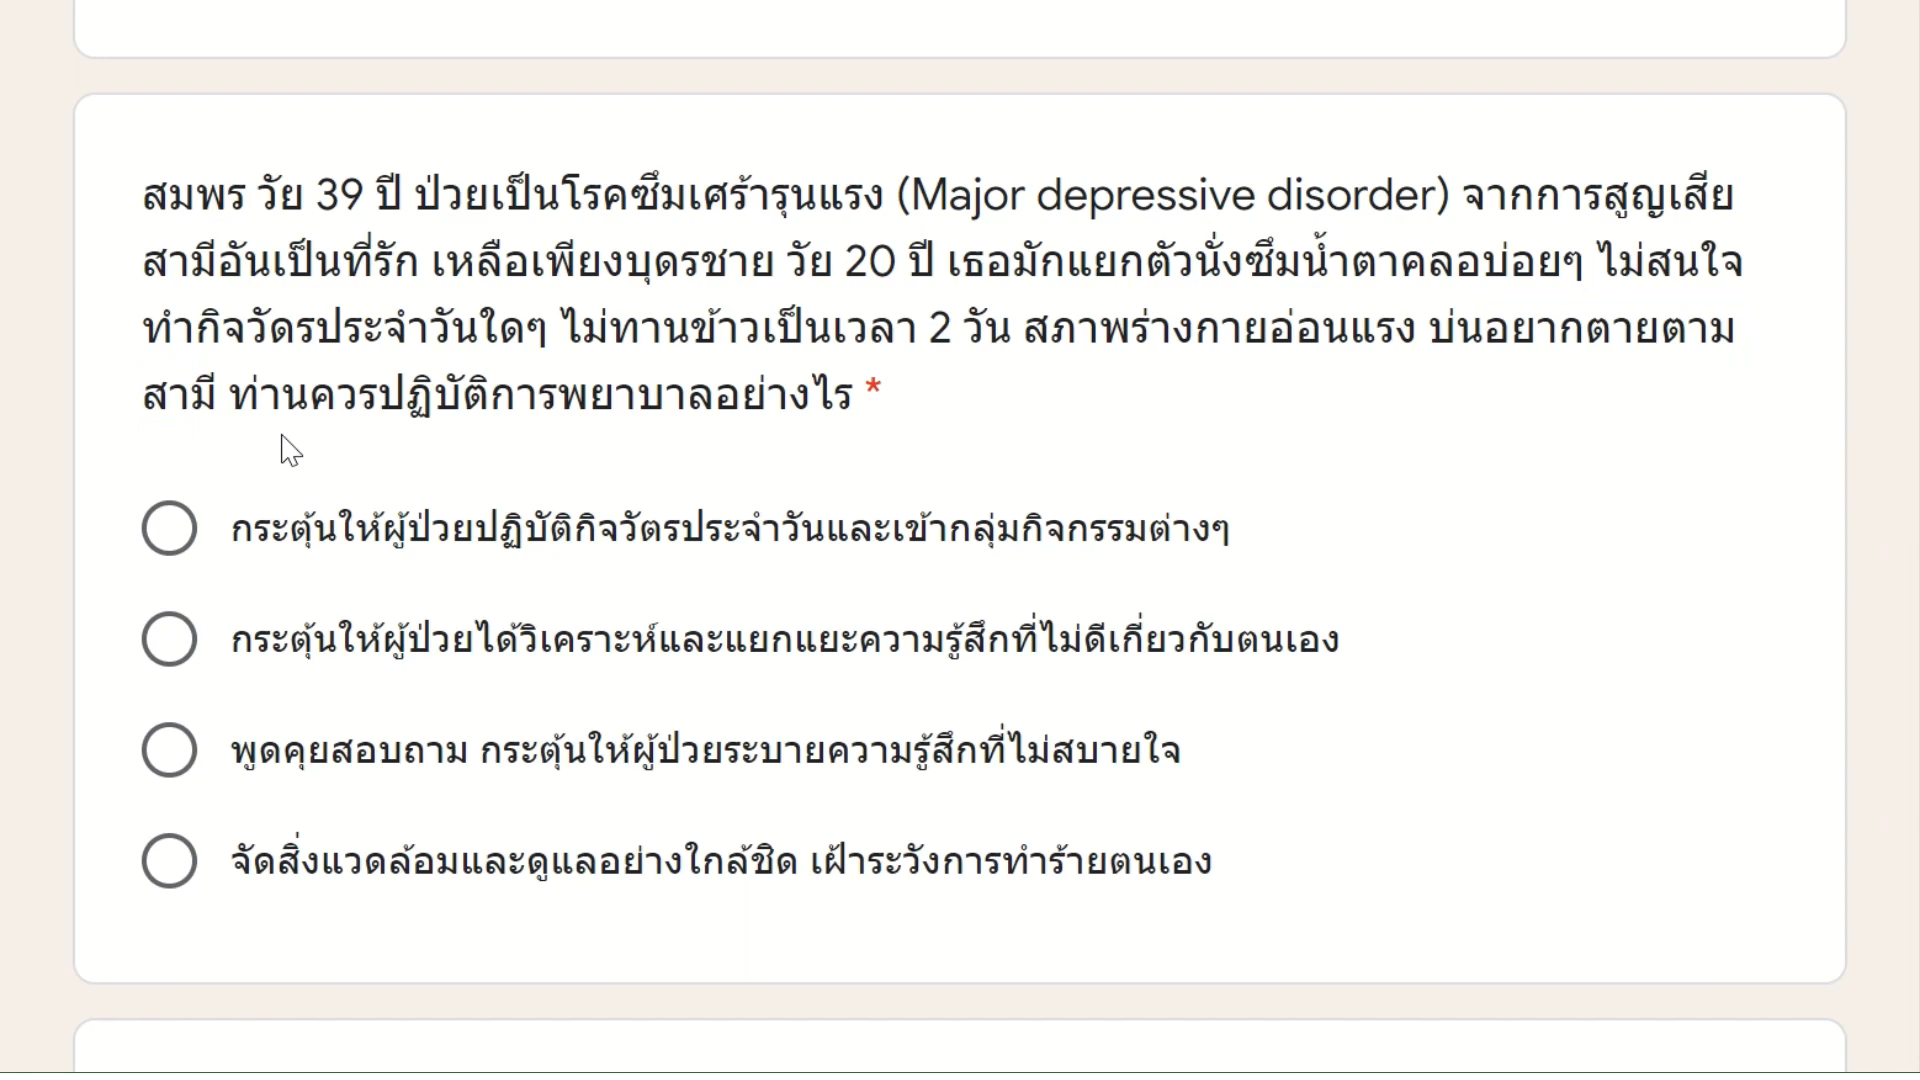 สมพร วัย 39 ปี ป่วยเป็นโรคซึมเศร้ารุนแรง (Major depressive disorder) จากการสูญเสีย
สามีอันเป็นที่รัก เหลือเพียงบุดรชาย วัย 20 ปี เธอมักแยกตัวนั่งซึมน้ำตาคลอบ่อยๆ ไม่สนใจ
ทำกิจวัดรประจำวันใดๆ ไม่ทานข้าวเป็นเวลา 2 วัน สภาพร่างกายอ่อนแรง บ่นอยากตายตาม
สามี ท่านควรปฏิบัติการพยาบาลอย่างไร *
กระตุ้นให้ผู้ป่วยปฏิบัติกิจวัตรประจำวันและเข้ากลุ่มกิจกรรมต่างๆ
กระตุ้นให้ผู้ป่วยได้วิเคราะห์และแยกแยะความรู้สึกที่ไม่ดีเกี่ยวกับตนเอง
พูดคุยสอบถาม กระตุ้นให้ผู้ป่วยระบายความรู้สึกที่ไม่สบายใจ
จัดสิ่งแวดล้อมและดูแลอย่างใกล้ชิด เฝ้าระวังการทำร้ายตนเอง